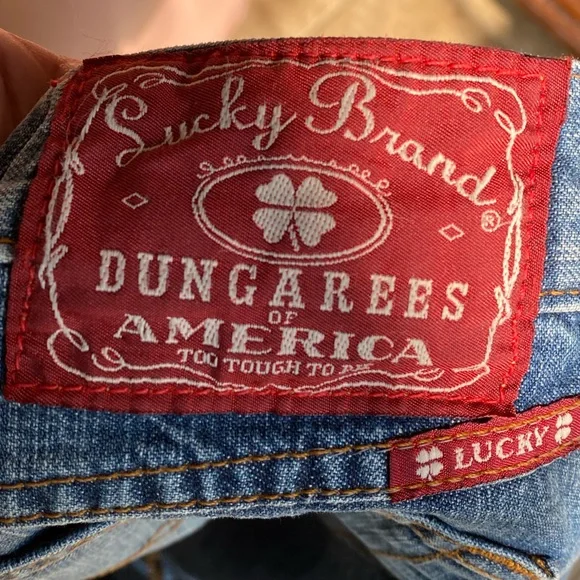 Lucky Brand ®
DUNGAREES
OF
AMERICA
TOO TOUGH TO
LUCKY